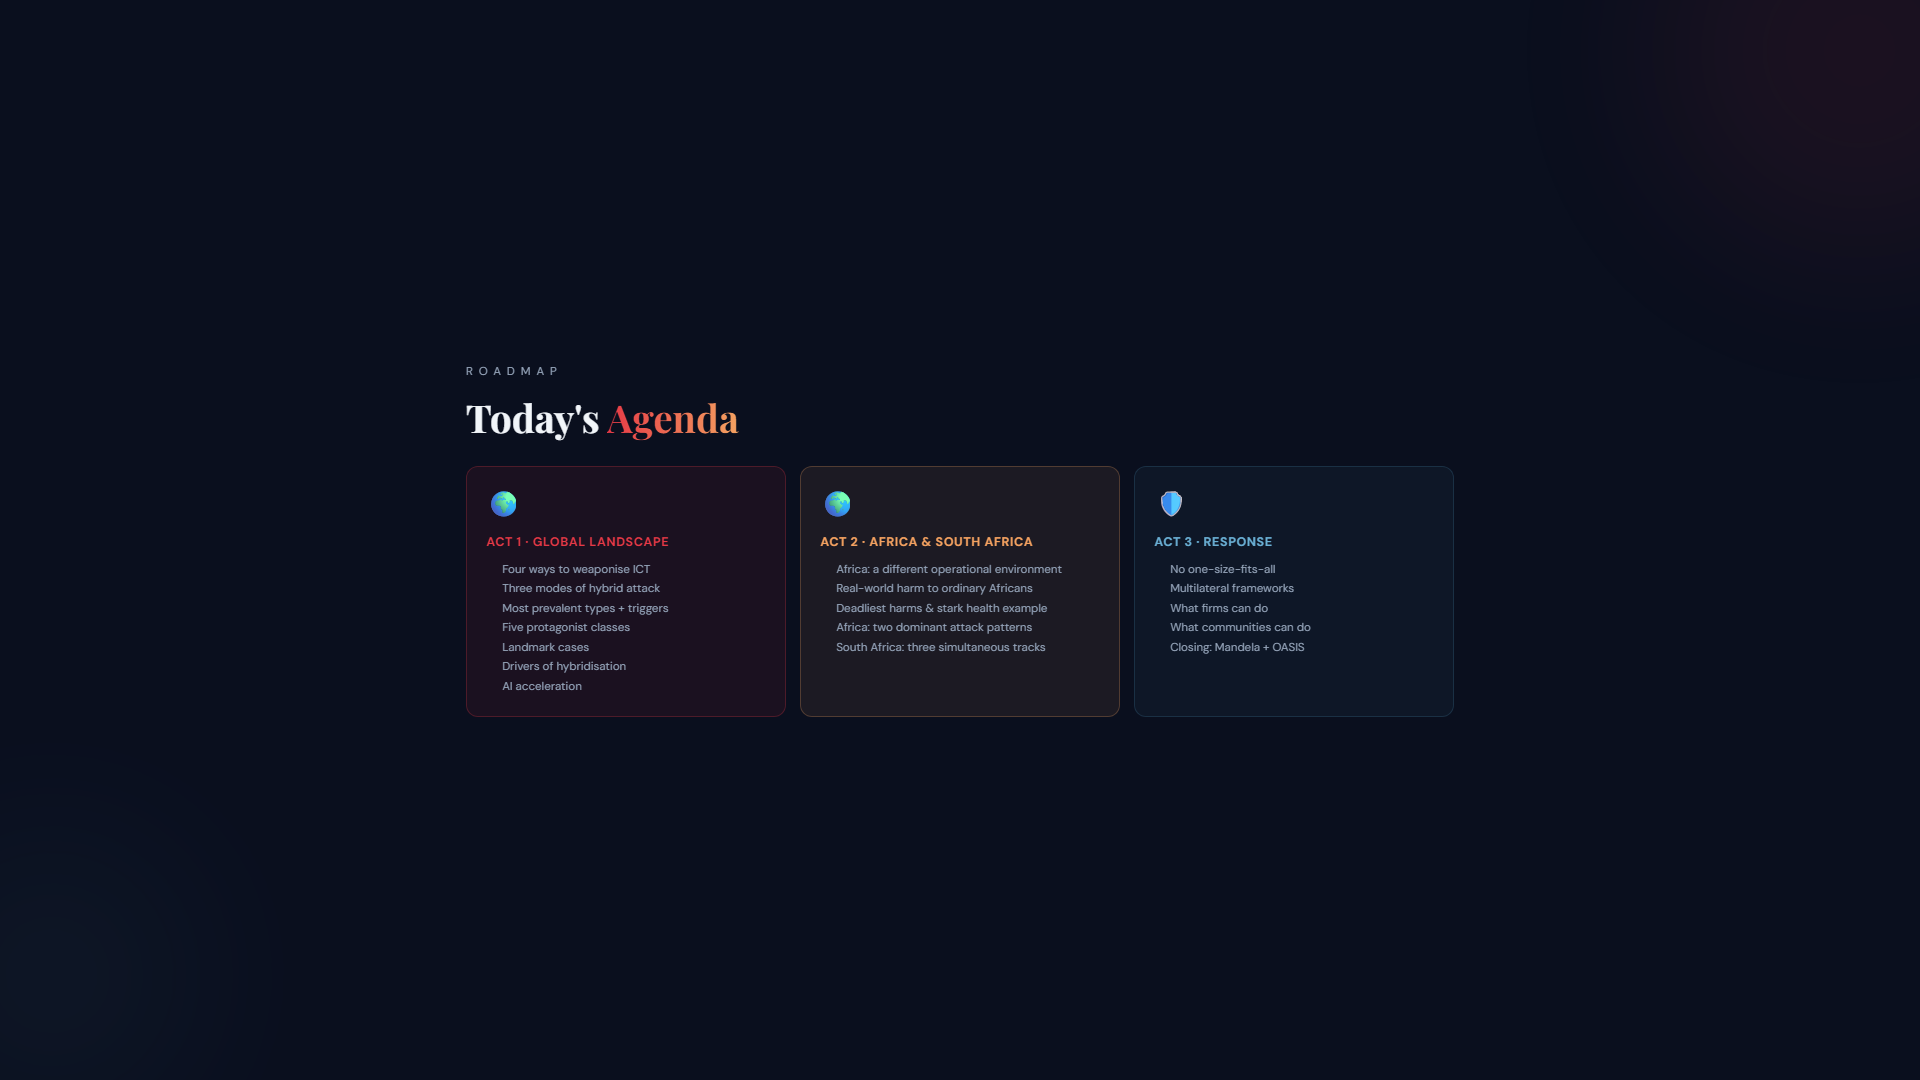 ROADMAP
Today's Agenda
ACT 1 · GLOBAL LANDSCAPE
Four ways to weaponise ICT
Three modes of hybrid attack
Most prevalent types + triggers
Five protagonist classes
Landmark cases
Drivers of hybridisation
AI acceleration
ACT 2 · AFRICA & SOUTH AFRICA
Africa: a different operational environment
Real-world harm to ordinary Africans
Deadliest harms & stark health example
Africa: two dominant attack patterns
South Africa: three simultaneous tracks
ACT 3 · RESPONSE
No one-size-fits-all
Multilateral frameworks
What firms can do
What communities can do
Closing: Mandela + OASIS